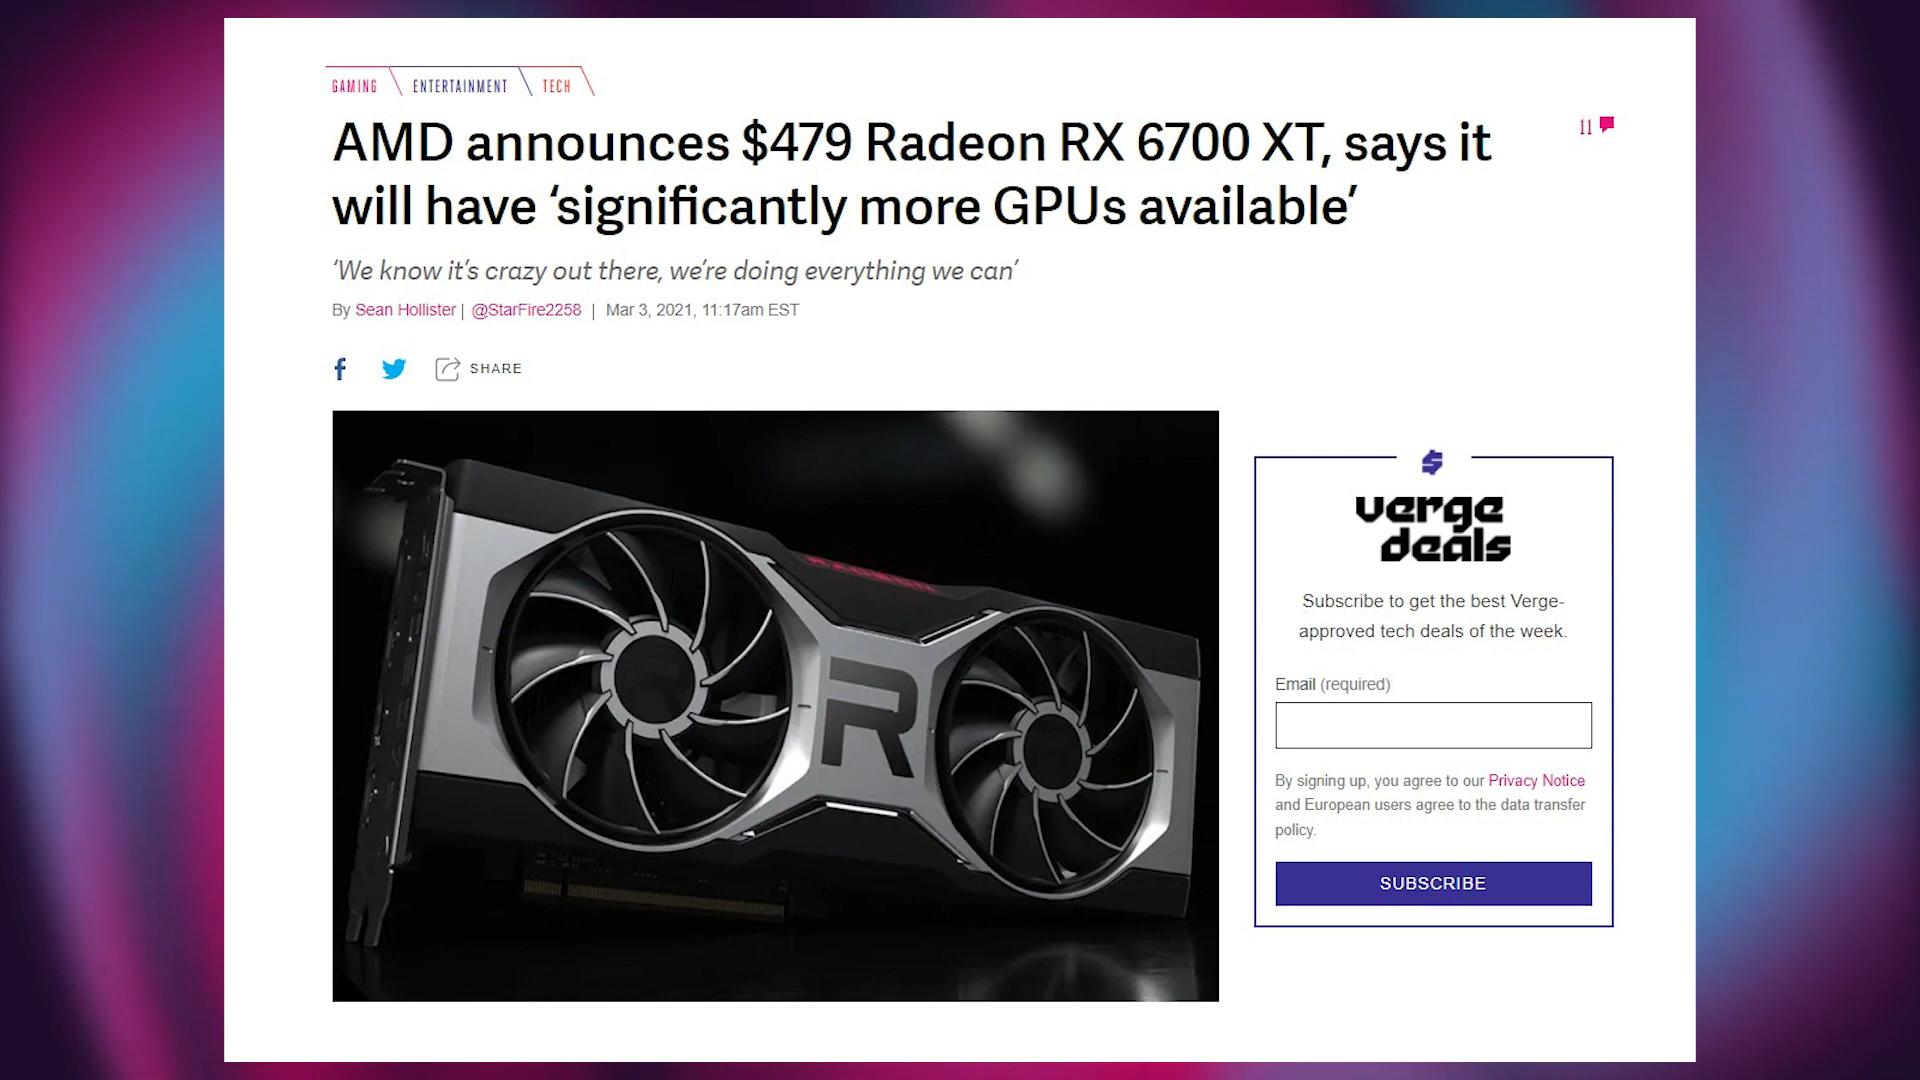 GAMING
ENTERTAINMENT
TECH
AMD announces $479 Radeon RX 6700 XT, says it
will have ‘significantly more GPUs available’
11
‘We know it’s crazy out there, we’re doing everything we can’
By Sean Hollister | @StarFire2258 | Mar 3, 2021, 11:17am EST
SHARE
RADEON
R
verge
deals
Subscribe to get the best Verge-
approved tech deals of the week.
Email (required)
By signing up, you agree to our Privacy Notice
and European users agree to the data transfer
policy.
SUBSCRIBE